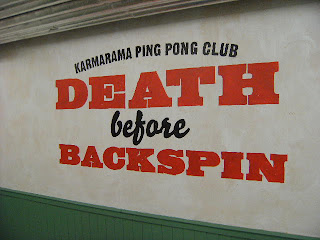 KARMARAMA PING PONG CLUB
DEATH
before
BACKSPIN